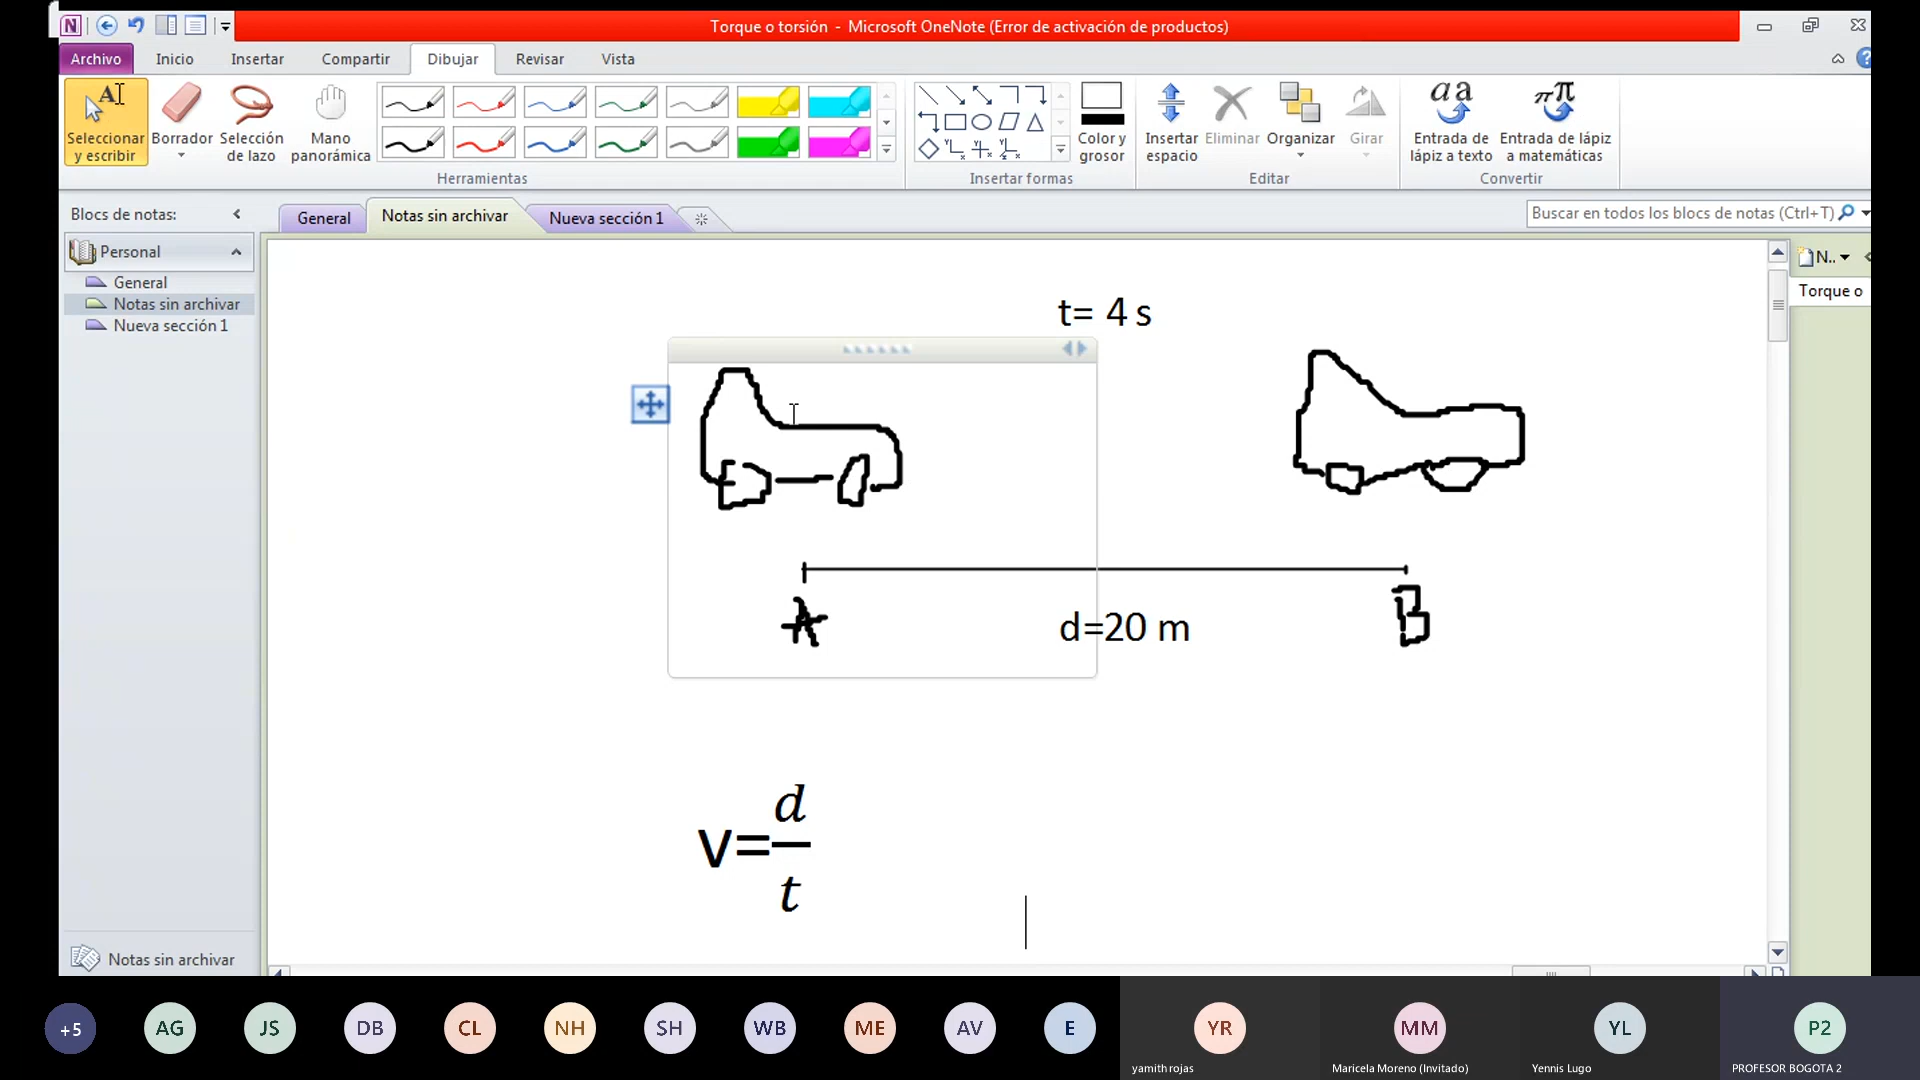 Torque o torsión - Microsoft OneNote (Error de activación de productos)
Archivo Inicio Insertar Compartir Dibujar Revisar Vista
Seleccionar y escribir
Borrador
Selección de lazo
Mano panorámica
Herramientas
Color y grosor
Insertar formas
Insertar espacio
Eliminar
Organizar
Girar
Editar
Entrada de lápiz a texto
Entrada de lápiz a matemáticas
Convertir
Blocs de notas:
General Notas sin archivar Nueva sección 1
Buscar en todos los blocs de notas (Ctrl+T)
Personal
General
Notas sin archivar
Nueva sección 1
N..
Torque o
t= 4 s
A
d=20 m
B
v=d/t
Notas sin archivar
+5 AG JS DB CL NH SH WB ME AV E YR MM YL P2
yamith rojas
Maricela Moreno (Invitado)
Yennis Lugo
PROFESOR BOGOTA 2